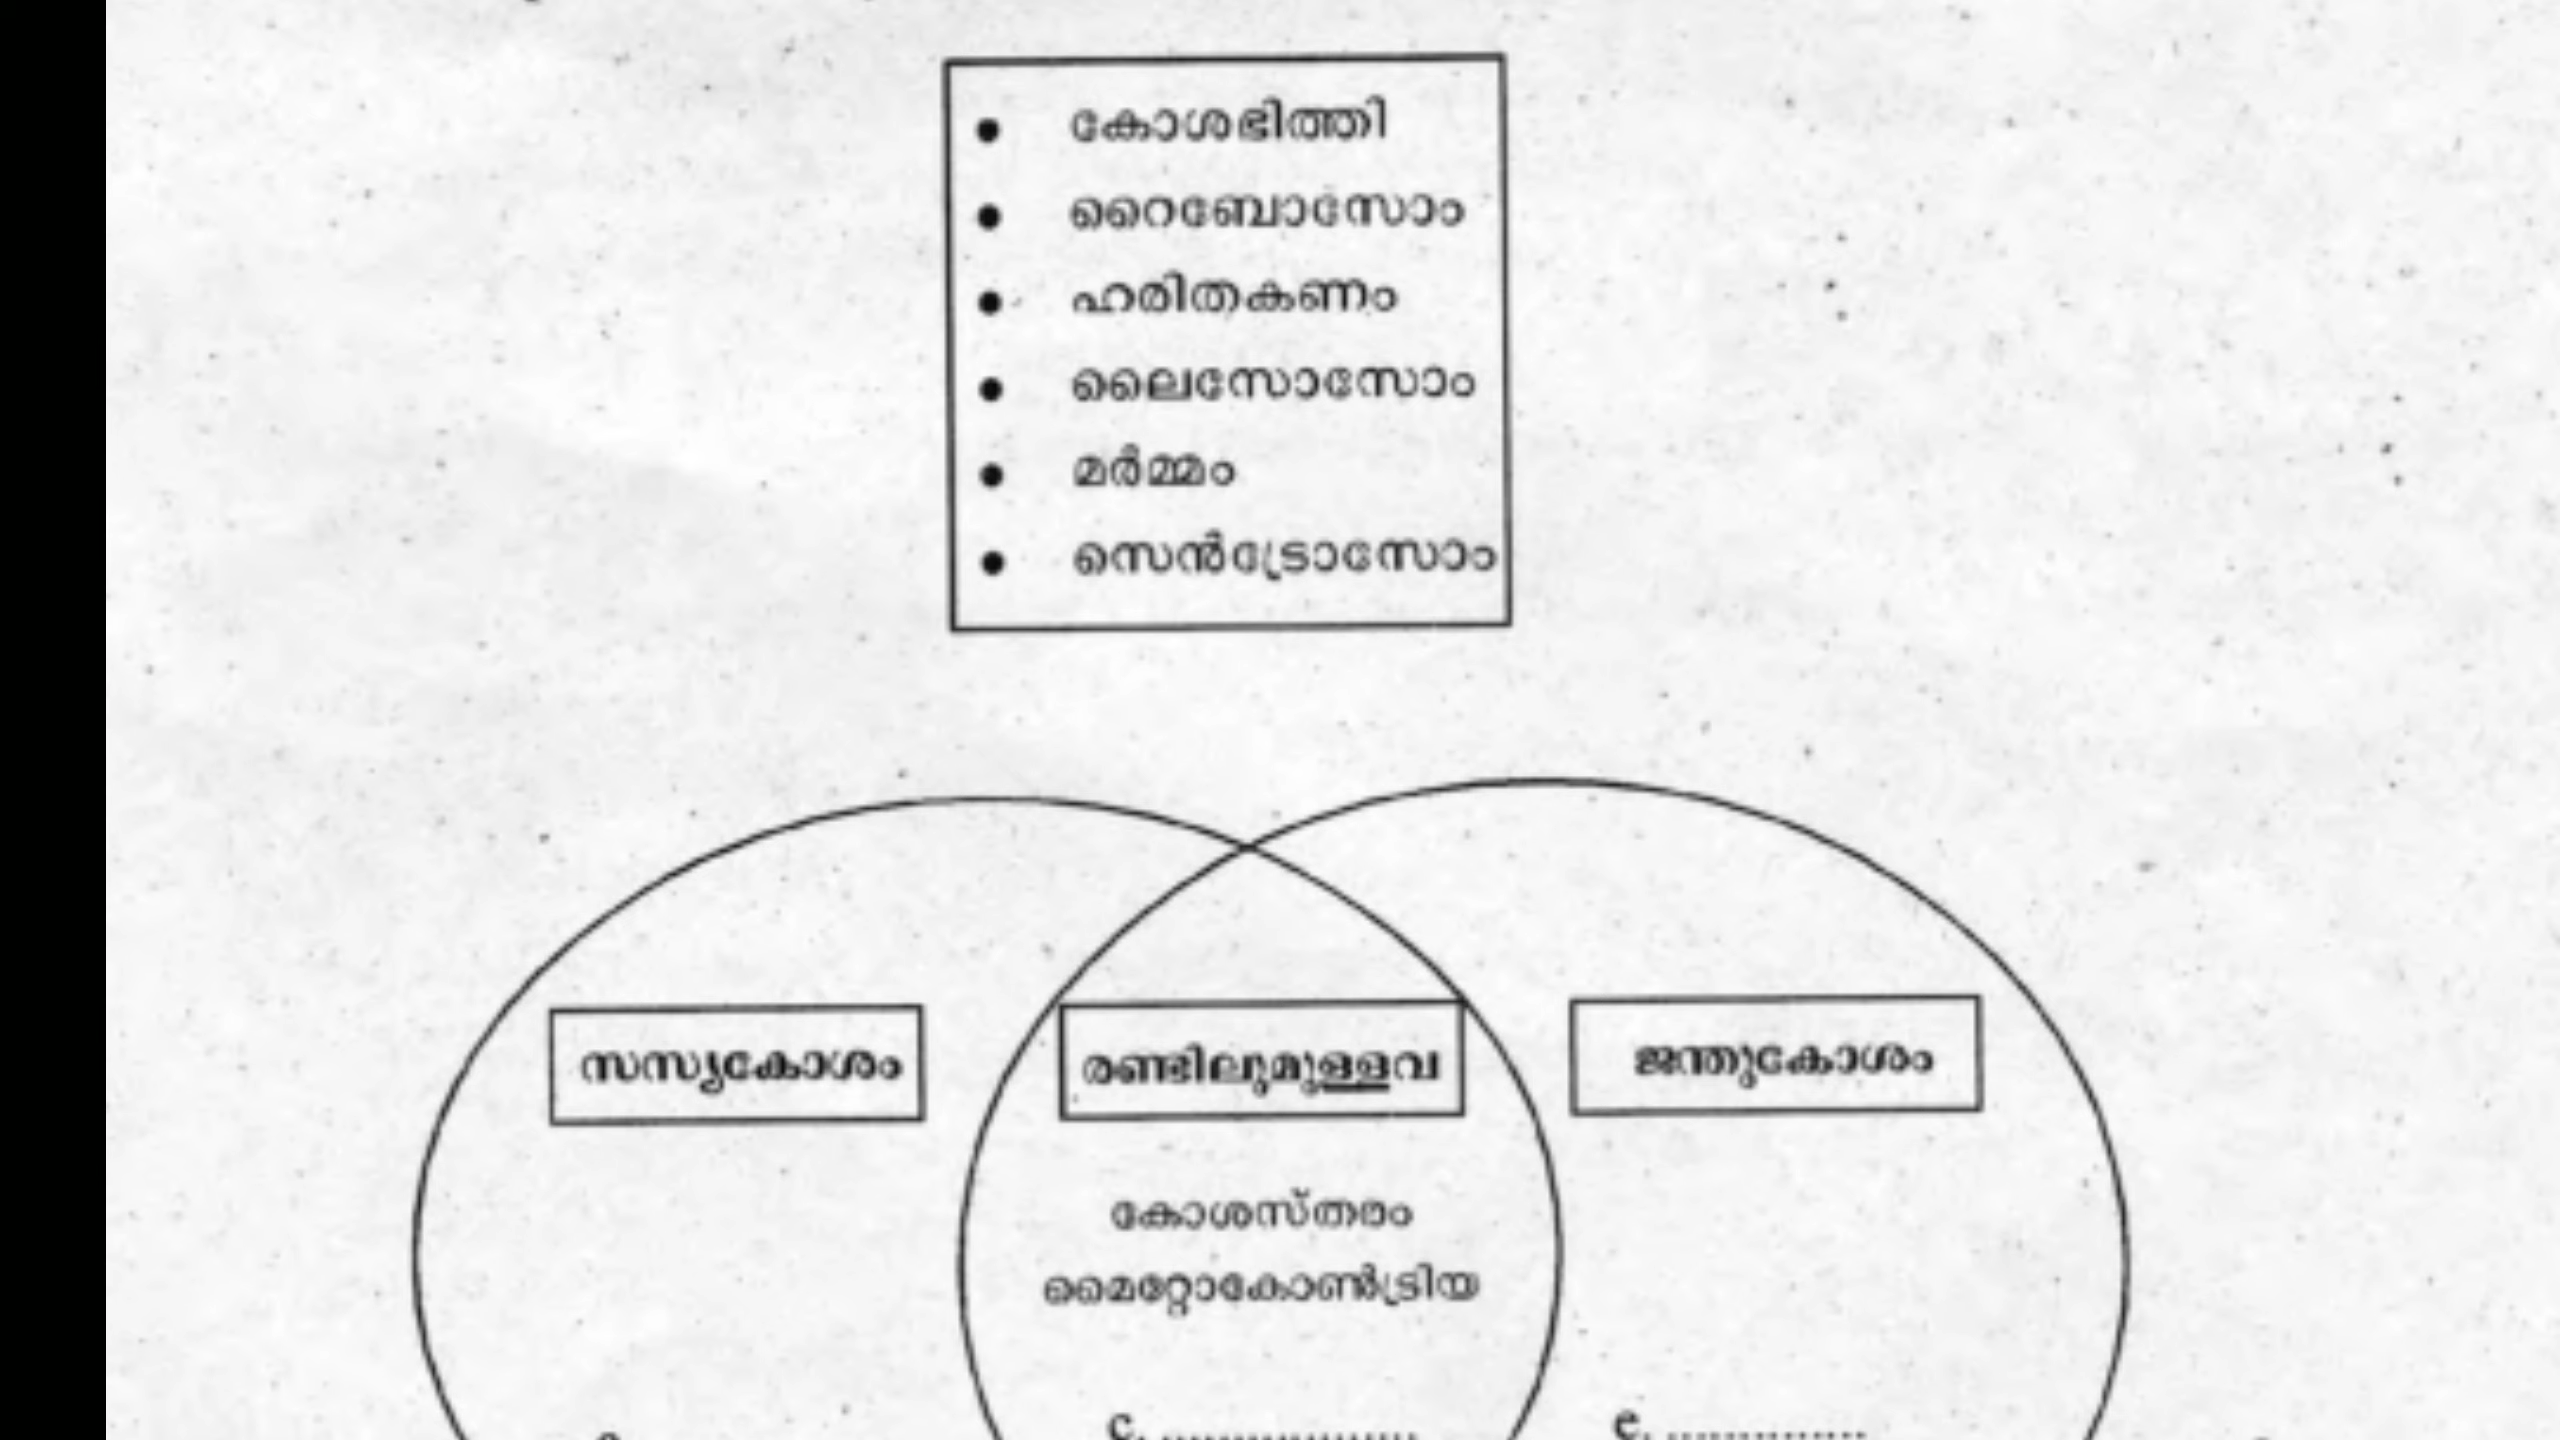 • കോശഭിത്തി
• റൈബോസോം
• ഹരിതകണം
• ലൈസോസോം
• മർമ്മം
• സെൻട്രോസോം
സസ്യകോശം രണ്ടിലുമുള്ളവ ജന്തുകോശം
കോശസ്തരം
മൈറ്റോകോൺട്രിയ
c. .................. e. ...............